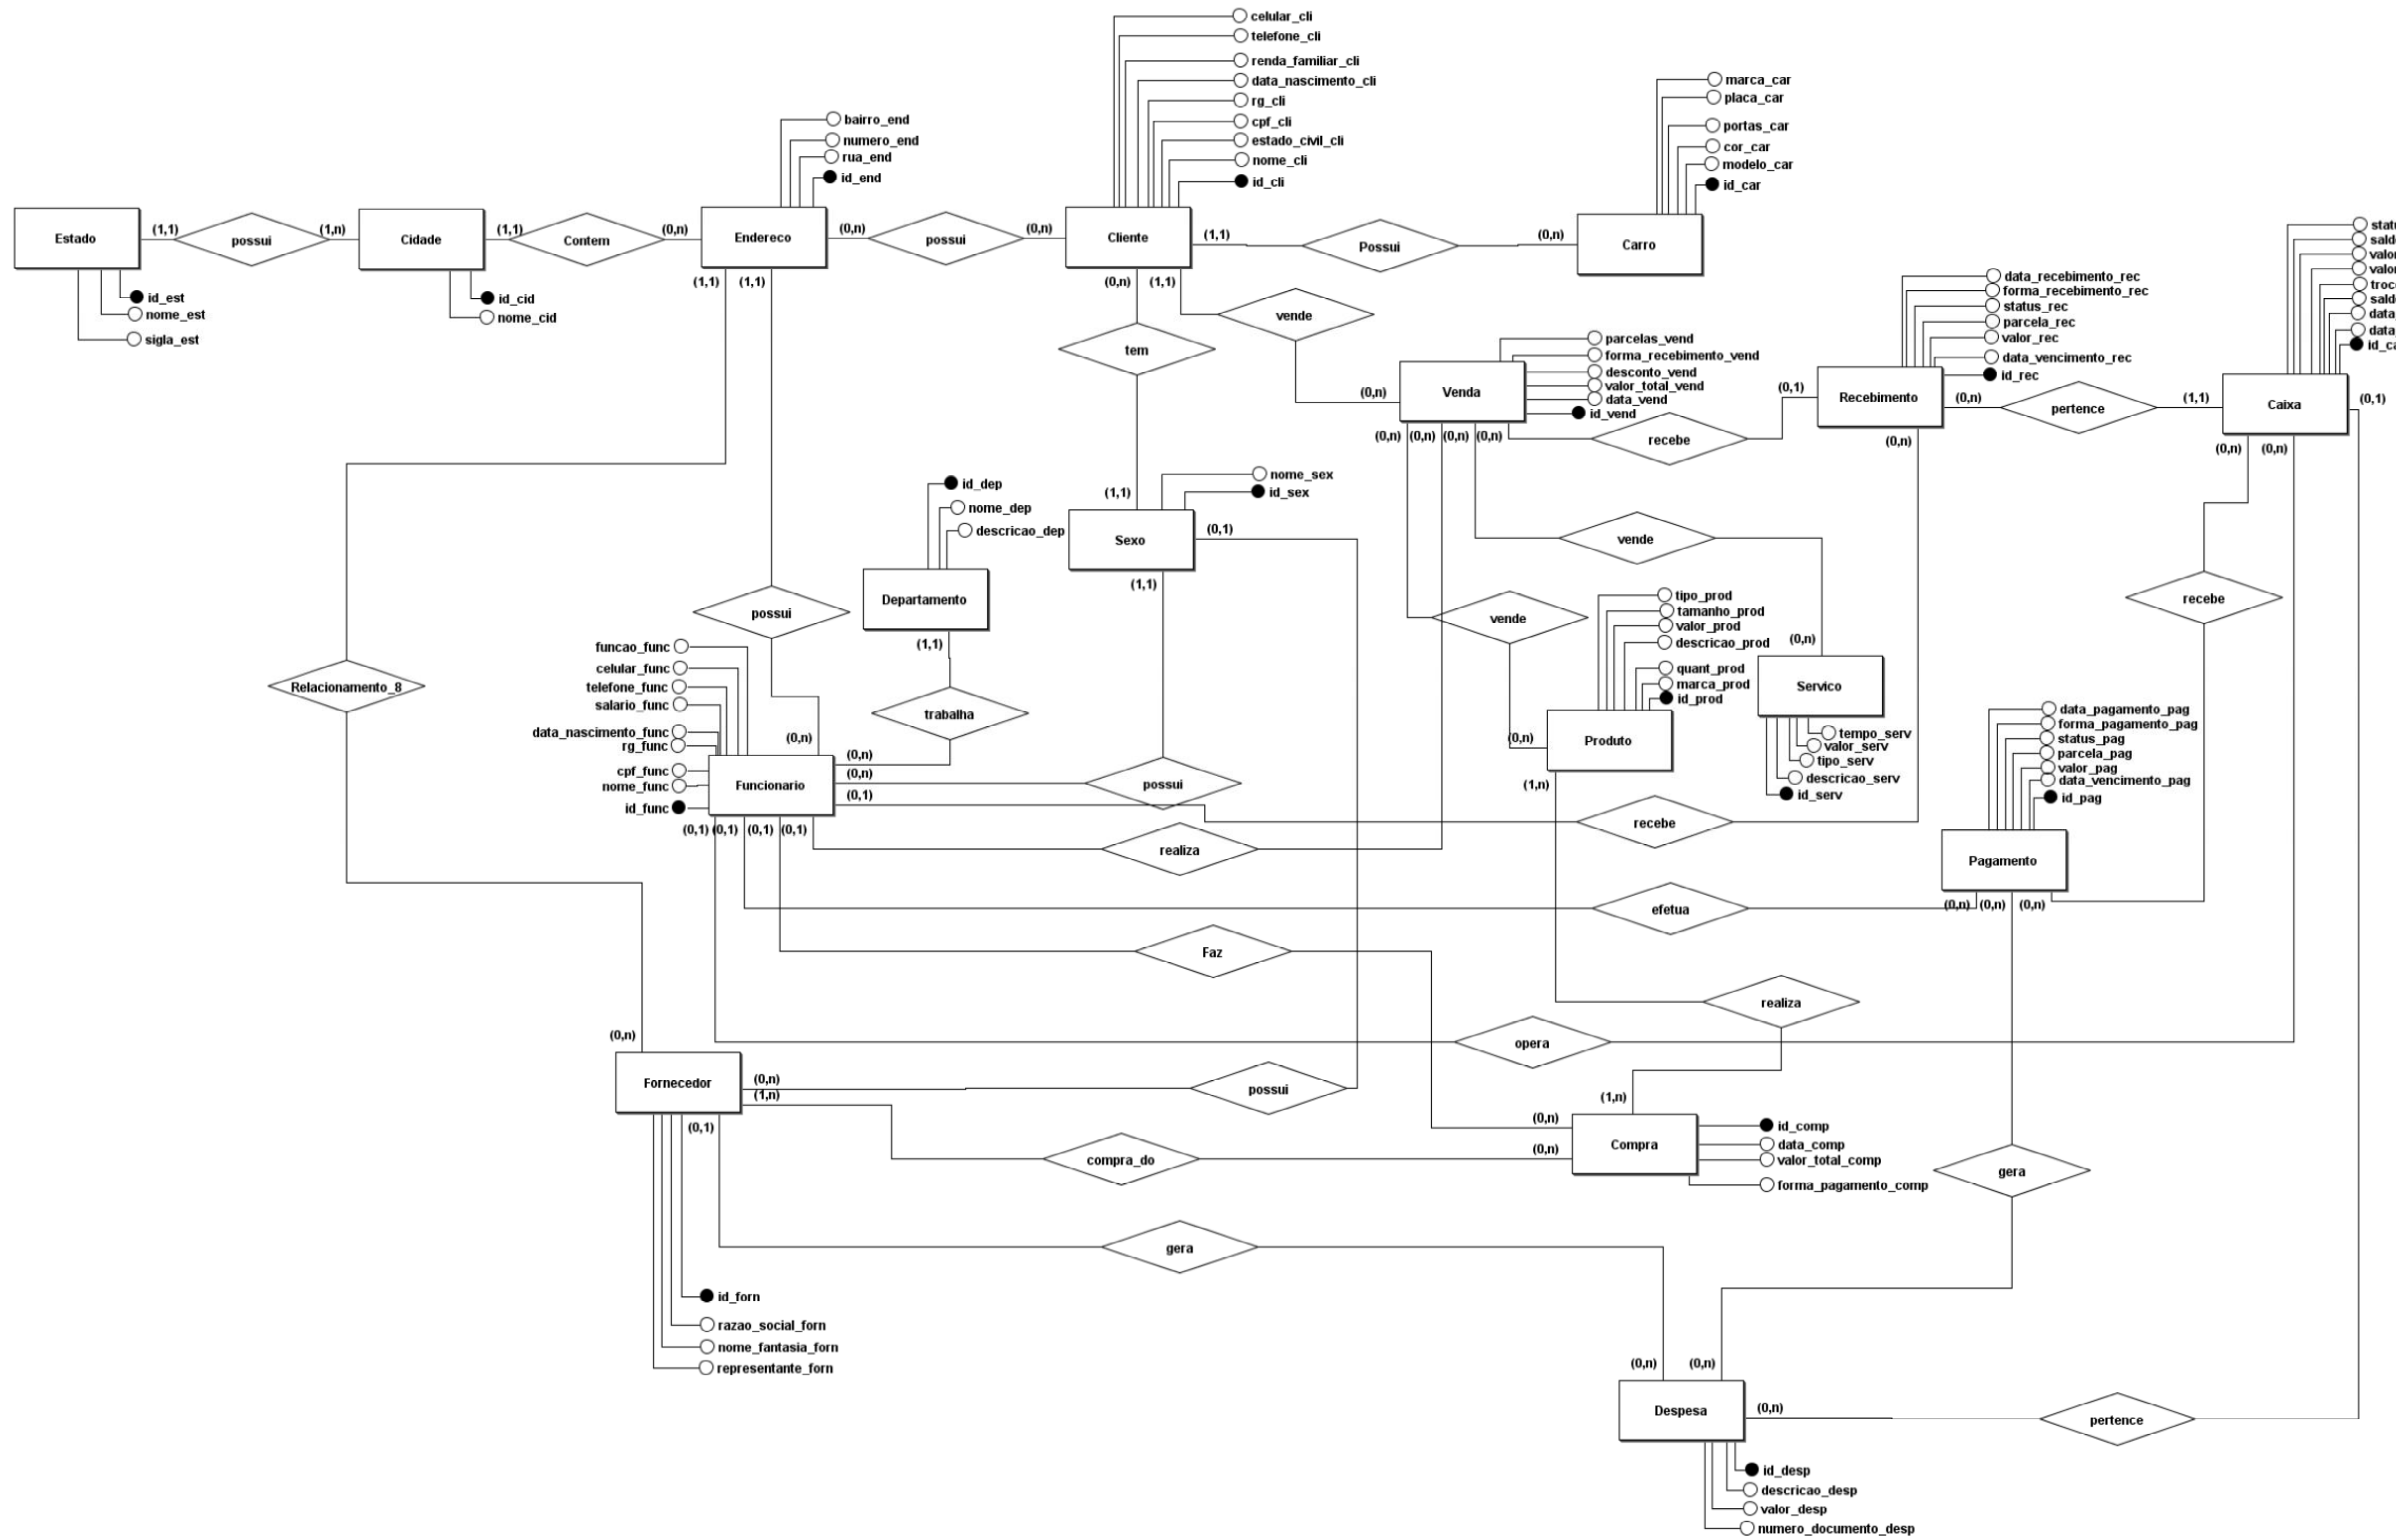 celular_cli
telefone_cli
renda_familiar_cli
data_nascimento_cli
rg_cli
cpf_cli
estado_civil_cli
nome_cli
id_cli
marca_car
placa_car
portas_car
cor_car
modelo_car
id_car
bairro_end
numero_end
rua_end
id_end
Estado
(1,1)
possui
(1,n)
Cidade
(1,1)
Contem
(0,n)
Endereco
(0,n)
possui
(0,n)
Cliente
(1,1)
Possui
(0,n)
Carro
id_est
nome_est
sigla_est
id_cid
nome_cid
(1,1)
(1,1)
(0,n)
(1,1)
tem
vende
parcelas_vend
forma_recebimento_vend
desconto_vend
valor_total_vend
data_vend
id_vend
(0,n)
Venda
(0,n)
(0,n)
(0,n)
(0,n)
recebe
(0,1)
data_recebimento_rec
forma_recebimento_rec
status_rec
parcela_rec
valor_rec
data_vencimento_rec
id_rec
Recebimento
(0,n)
pertence
(1,1)
Caixa
(0,1)
(0,n)
(0,n)
(0,n)
id_dep
nome_dep
descricao_dep
Departamento
(1,1)
trabalha
nome_sex
id_sex
(1,1)
Sexo
(0,1)
(1,1)
vende
(0,n)
vende
(0,n)
recebe
tipo_prod
tamanho_prod
valor_prod
descricao_prod
quant_prod
marca_prod
id_prod
Produto
(1,n)
Servico
tempo_serv
valor_serv
tipo_serv
descricao_serv
id_serv
possui
Relacionamento_8
funcao_func
celular_func
telefone_func
salario_func
data_nascimento_func
rg_func
cpf_func
nome_func
id_func
(0,n)
Funcionario
(0,n)
(0,n)
(0,1)
possui
(0,1)
(0,1)
(0,1)
(0,1)
recebe
realiza
data_pagamento_pag
forma_pagamento_pag
status_pag
parcela_pag
valor_pag
data_vencimento_pag
id_pag
Pagamento
(0,n)
(0,n)
(0,n)
efetua
Faz
realiza
opera
(0,n)
Fornecedor
(0,n)
(1,n)
(0,1)
possui
compra_do
(1,n)
(0,n)
(0,n)
Compra
id_comp
data_comp
valor_total_comp
forma_pagamento_comp
gera
gera
id_forn
razao_social_forn
nome_fantasia_forn
representante_forn
(0,n)
(0,n)
Despesa
(0,n)
pertence
id_desp
descricao_desp
valor_desp
numero_documento_desp